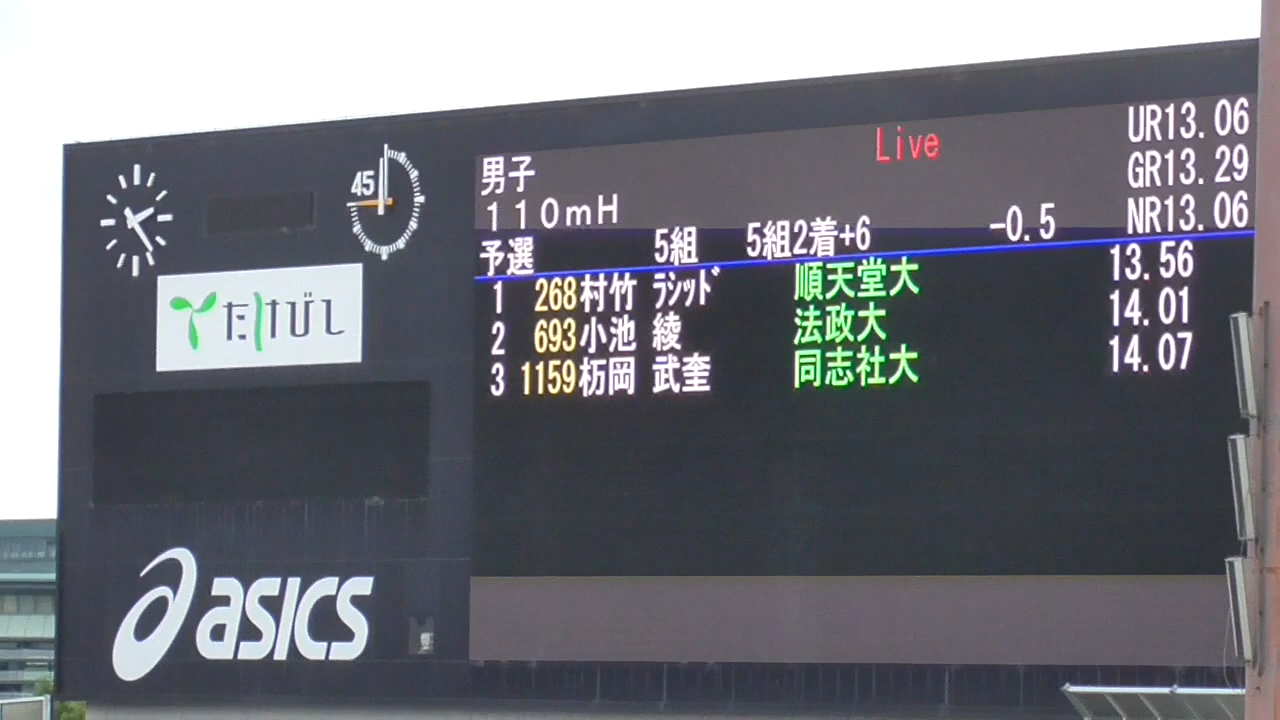 45
Live
UR13.06
男子
GR13.29
110mH
NR13.06
予選 5組 5組2着+6 -0.5
1 268 村竹 ﾗｼｯﾄﾞ 順天堂大 13.56
2 693 小池 綾 法政大 14.01
3 1159 栃岡 武奎 同志社大 14.07
たけびし
asics